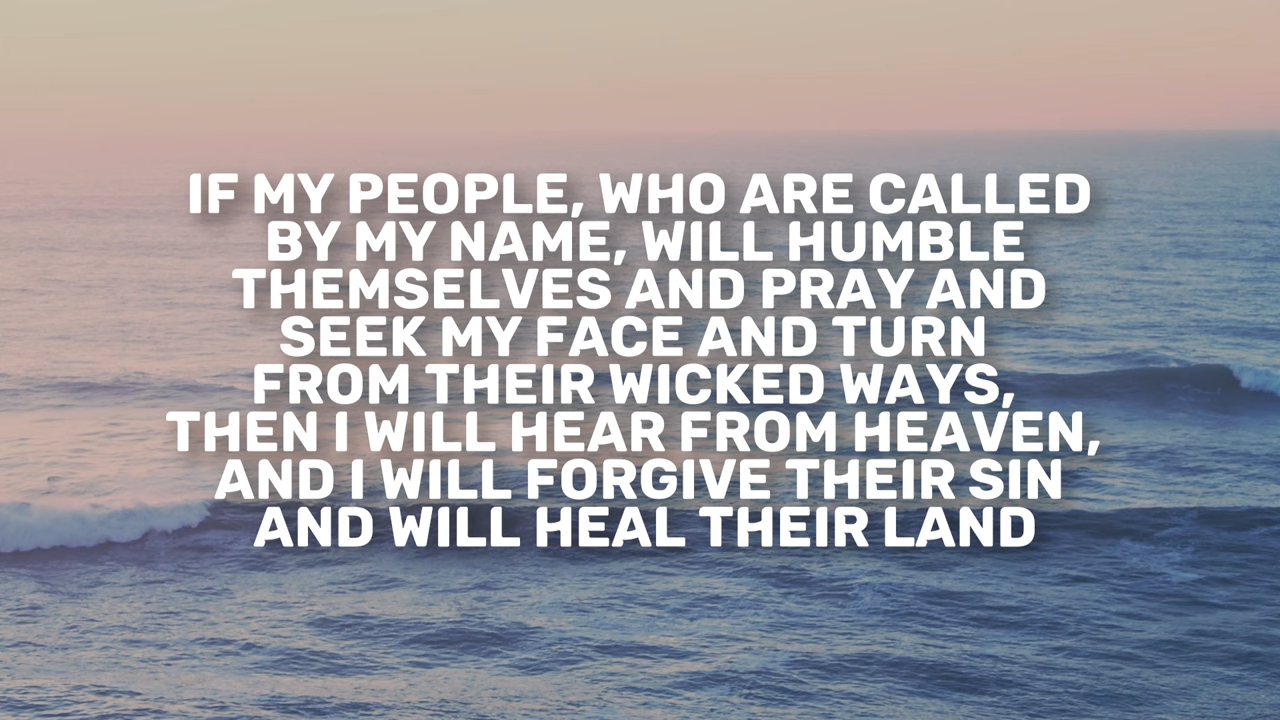 IF MY PEOPLE, WHO ARE CALLED
BY MY NAME, WILL HUMBLE
THEMSELVES AND PRAY AND
SEEK MY FACE AND TURN
FROM THEIR WICKED WAYS,
THEN I WILL HEAR FROM HEAVEN,
AND I WILL FORGIVE THEIR SIN
AND WILL HEAL THEIR LAND